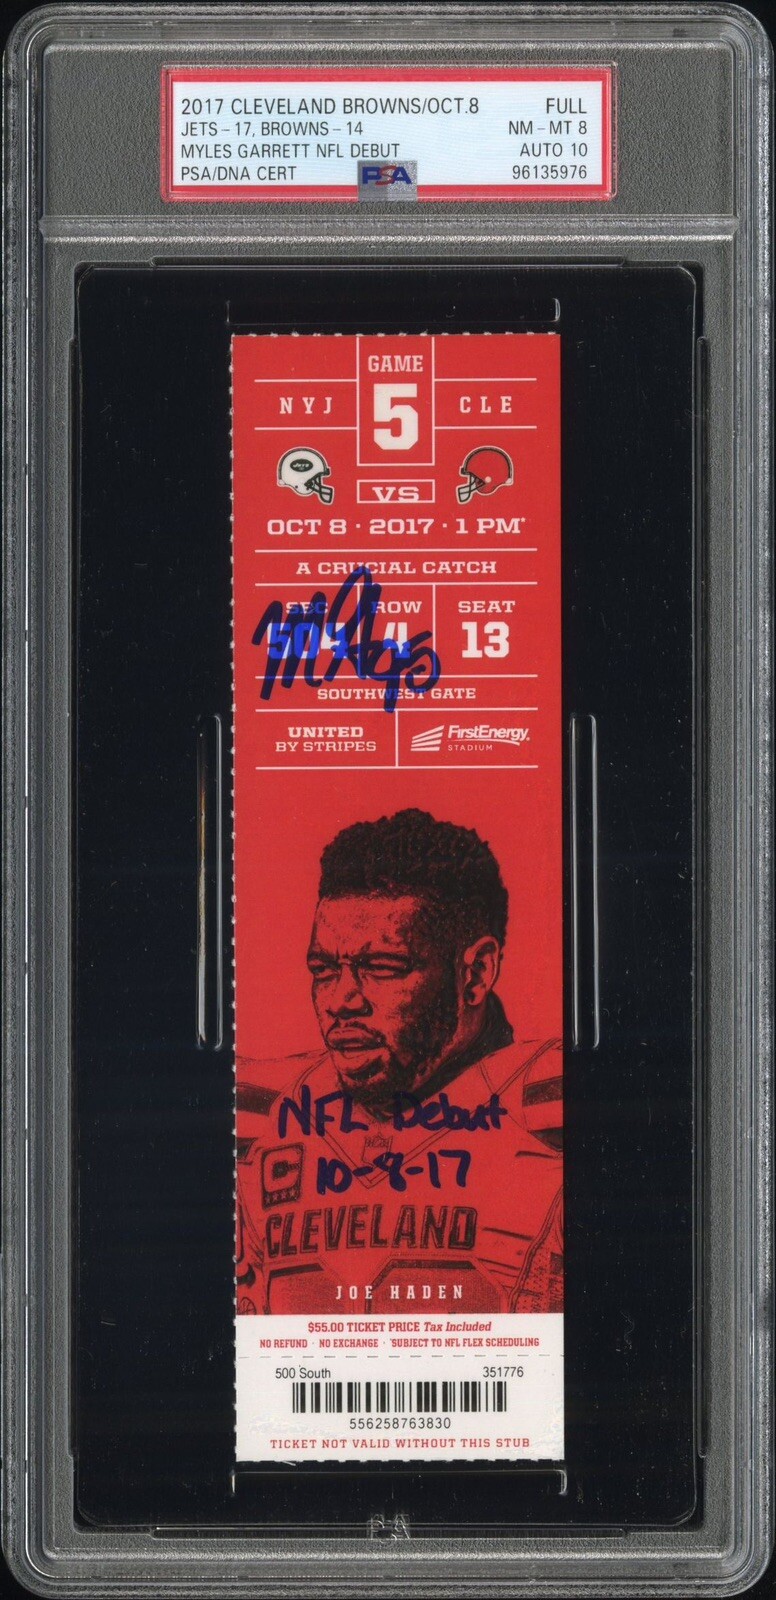 2017 CLEVELAND BROWNS/OCT.8 FULL
JETS - 17, BROWNS - 14 NM - MT 8
MYLES GARRETT NFL DEBUT AUTO 10
PSA/DNA CERT PSA 96135976
GAME
NYJ 5 CLE
JETS
VS
OCT 8 · 2017 · 1 PM*
A CRUCIAL CATCH
SEC ROW SEAT
504 4 13
SOUTHWEST GATE
UNITED FirstEnergy
BY STRIPES STADIUM
NFL Debut
10-8-17
C
CLEVELAND
JOE HADEN
$55.00 TICKET PRICE Tax Included
NO REFUND · NO EXCHANGE · *SUBJECT TO NFL FLEX SCHEDULING
500 South 351776
556258763830
TICKET NOT VALID WITHOUT THIS STUB
PSA